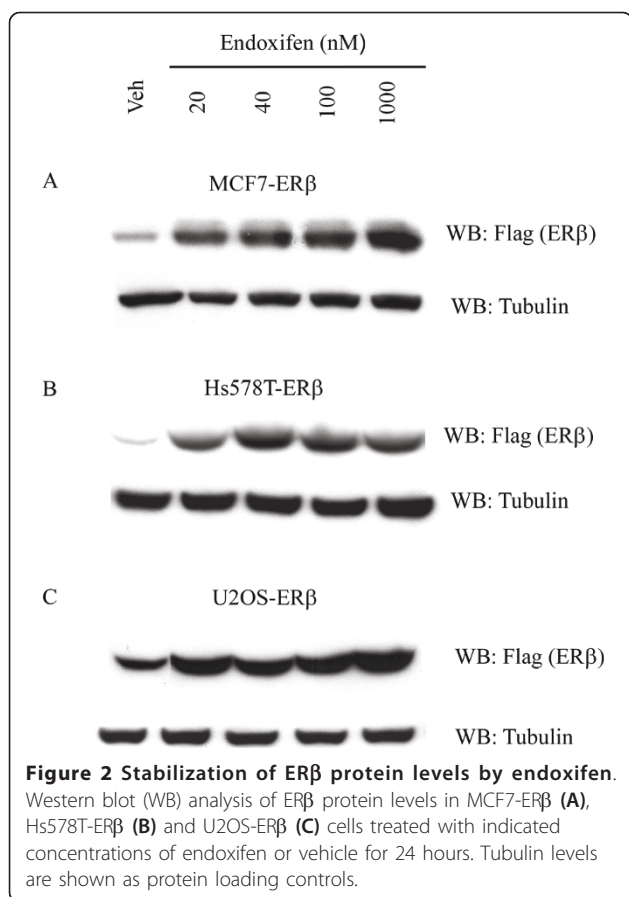 Endoxifen (nM)
Veh 20 40 100 1000
A
MCF7-ERβ
WB: Flag (ERβ)
WB: Tubulin
B
Hs578T-ERβ
WB: Flag (ERβ)
WB: Tubulin
C
U2OS-ERβ
WB: Flag (ERβ)
WB: Tubulin
Figure 2 Stabilization of ERβ protein levels by endoxifen.
Western blot (WB) analysis of ERβ protein levels in MCF7-ERβ (A),
Hs578T-ERβ (B) and U2OS-ERβ (C) cells treated with indicated
concentrations of endoxifen or vehicle for 24 hours. Tubulin levels
are shown as protein loading controls.